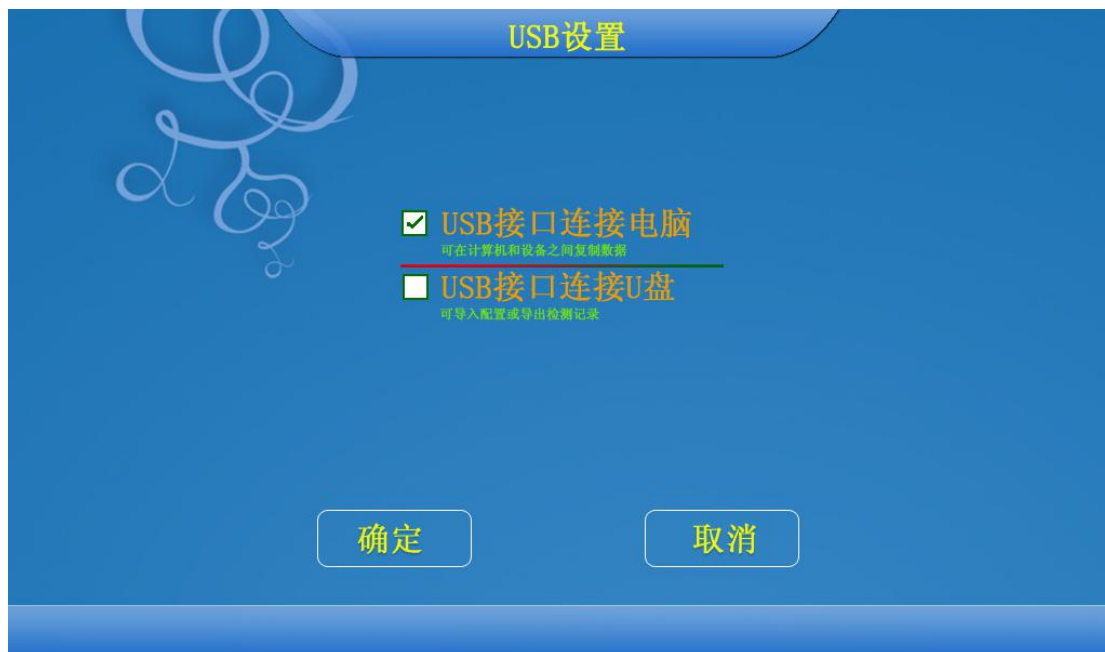 USB设置
USB接口连接电脑
可在计算机和设备之间复制数据
USB接口连接U盘
可导入配置或导出检测记录
确定
取消